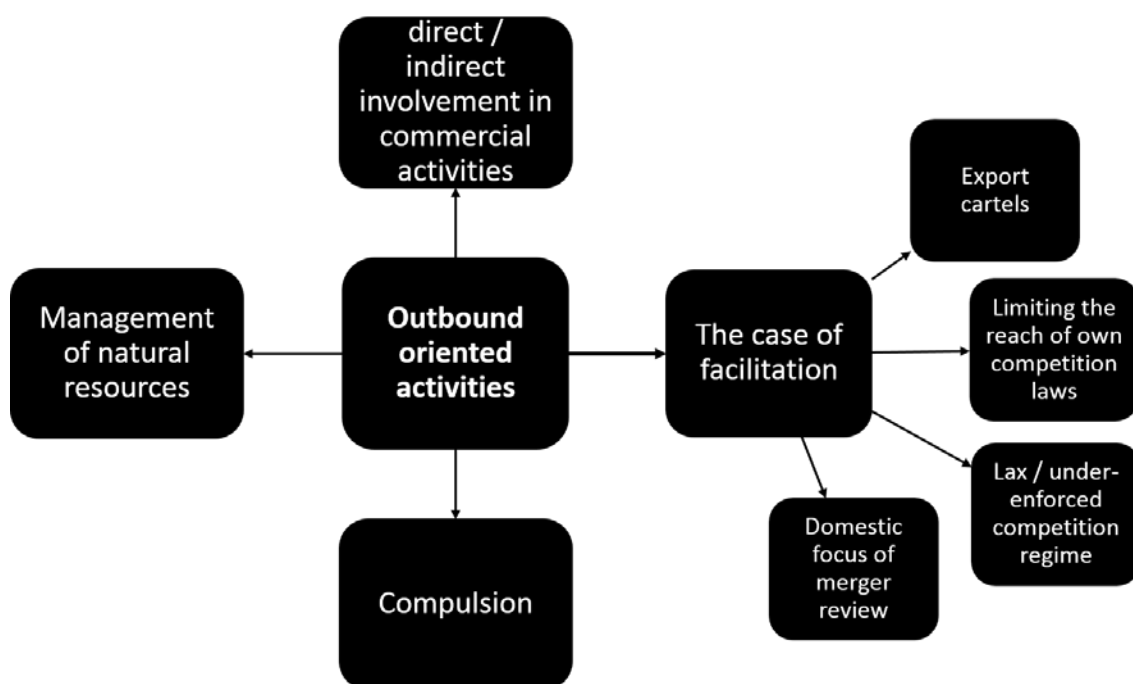 direct /
indirect
involvement in
commercial
activities
Export
cartels
Management
of natural
resources
Outbound
oriented
activities
The case of
facilitation
Limiting the
reach of own
competition
laws
Lax / under-
enforced
competition
regime
Domestic
focus of
merger
review
Compulsion